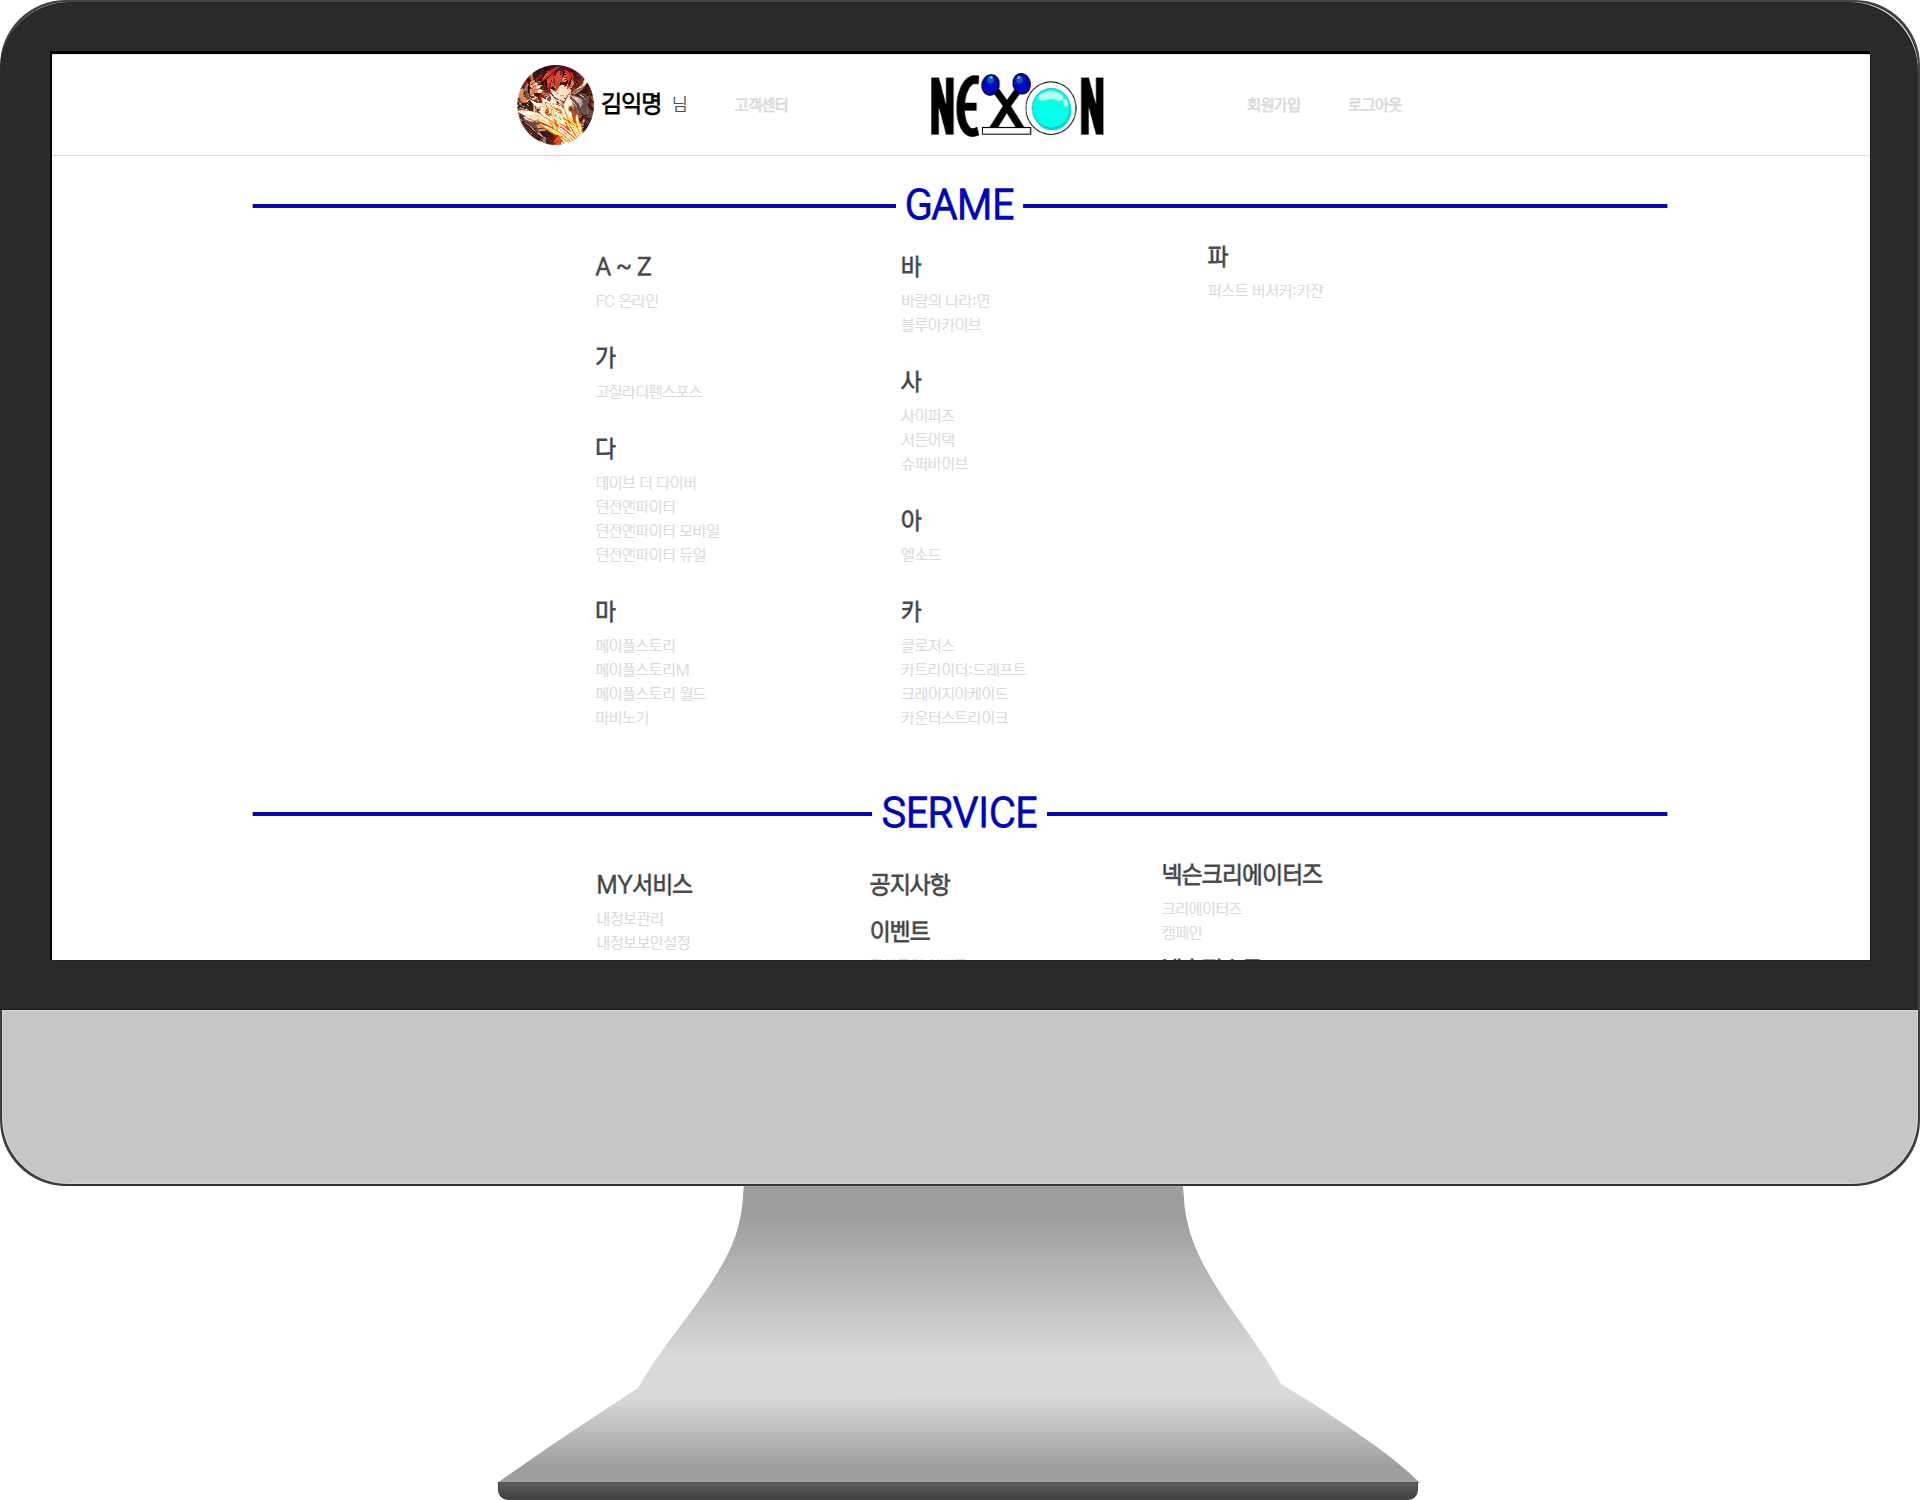 김익명 님
고객센터
NEXON
회원가입
로그아웃
GAME
A ~ Z
FC 온라인
가
고질라디펜스포스
다
데이브 더 다이버
던전앤파이터
던전앤파이터 모바일
던전앤파이터 듀얼
마
메이플스토리
메이플스토리M
메이플스토리 월드
마비노기
바
바람의 나라:연
블루아카이브
사
사이퍼즈
서든어택
슈퍼바이브
아
엘소드
카
클로저스
카트라이더:드래프트
크레이지아케이드
카운터스트라이크
파
퍼스트 버서커:카잔
SERVICE
MY서비스
내정보관리
내정보보안설정
공지사항
이벤트
넥슨크리에이터즈
크리에이터즈
캠페인